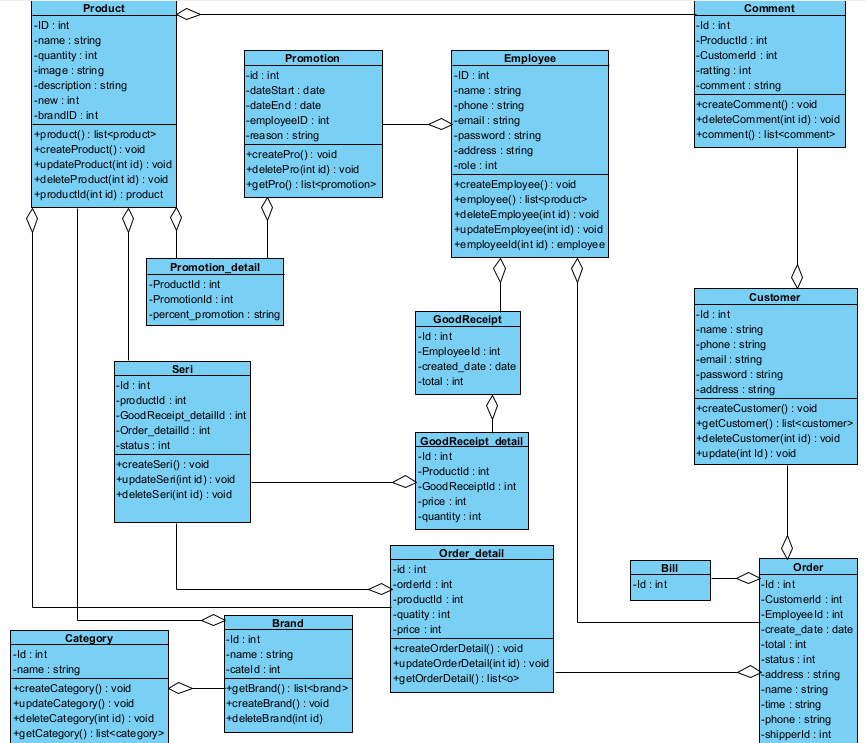 Product
-ID : int
-name : string
-quantity : int
-image : string
-description : string
-new : int
-brandID : int
+product() : list<product>
+createProduct() : void
+updateProduct(int id) : void
+deleteProduct(int id) : void
+productId(int id) : product
Promotion
-id : int
-dateStart : date
-dateEnd : date
-employeeID : int
-reason : string
+createPro() : void
+deletePro(int id) : void
+getPro() : list<promotion>
Employee
-ID : int
-name : string
-phone : string
-email : string
-password : string
-address : string
-role : int
+createEmployee() : void
+employee() : list<product>
+deleteEmployee(int id) : void
+updateEmployee(int id) : void
+employeeId(int id) : employee
Comment
-Id : int
-ProductId : int
-CustomerId : int
-ratting : int
-comment : string
+createComment() : void
+deleteComment(int id) : void
+comment() : list<comment>
Promotion_detail
-ProductId : int
-PromotionId : int
-percent_promotion : string
GoodReceipt
-Id : int
-EmployeeId : int
-created_date : date
-total : int
Customer
-Id : int
-name : string
-phone : string
-email : string
-password : string
-address : string
+createCustomer() : void
+getCustomer() : list<customer>
+deleteCustomer(int id) : void
+update(int Id) : void
Seri
-Id : int
-productId : int
-GoodReceipt_detailId : int
-Order_detailId : int
-status : int
+createSeri() : void
+updateSeri(int id) : void
+deleteSeri(int id) : void
GoodReceipt_detail
-Id : int
-ProductId : int
-GoodReceiptId : int
-price : int
-quantity : int
Order_detail
-id : int
-orderId : int
-productId : int
-quatity : int
-price : int
+createOrderDetail() : void
+updateOrderDetail(int id) : void
+getOrderDetail() : list<o>
Bill
-Id : int
Order
-Id : int
-CustomerId : int
-EmployeeId : int
-create_date : date
-total : int
-status : int
-address : string
-name : string
-time : string
-phone : string
-shipperId : int
Brand
-Id : int
-name : string
-cateId : int
+getBrand() : list<brand>
+createBrand() : void
+deleteBrand(int id)
Category
-Id : int
-name : string
+createCategory() : void
+updateCategory() : void
+deleteCategory(int id) : void
+getCategory() : list<category>